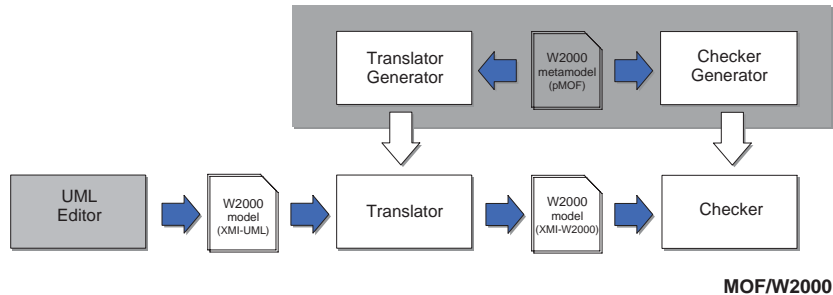 Translator
Generator
W2000
metamodel
(pMOF)
Checker
Generator
UML
Editor
W2000
model
(XMI-UML)
Translator
W2000
model
(XMI-W2000)
Checker
MOF/W2000